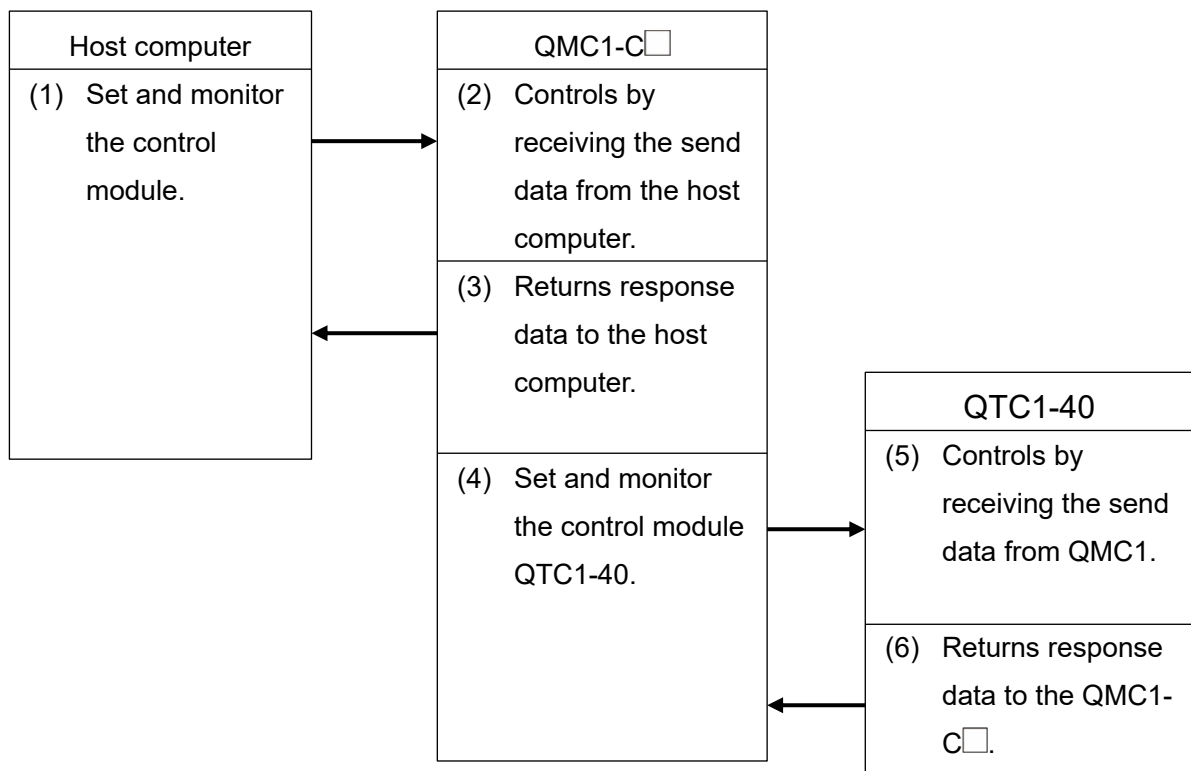 Host computer
(1) Set and monitor
the control
module.
QMC1-C□
(2) Controls by
receiving the send
data from the host
computer.
(3) Returns response
data to the host
computer.
(4) Set and monitor
the control module
QTC1-40.
QTC1-40
(5) Controls by
receiving the send
data from QMC1.
(6) Returns response
data to the QMC1-
C□.